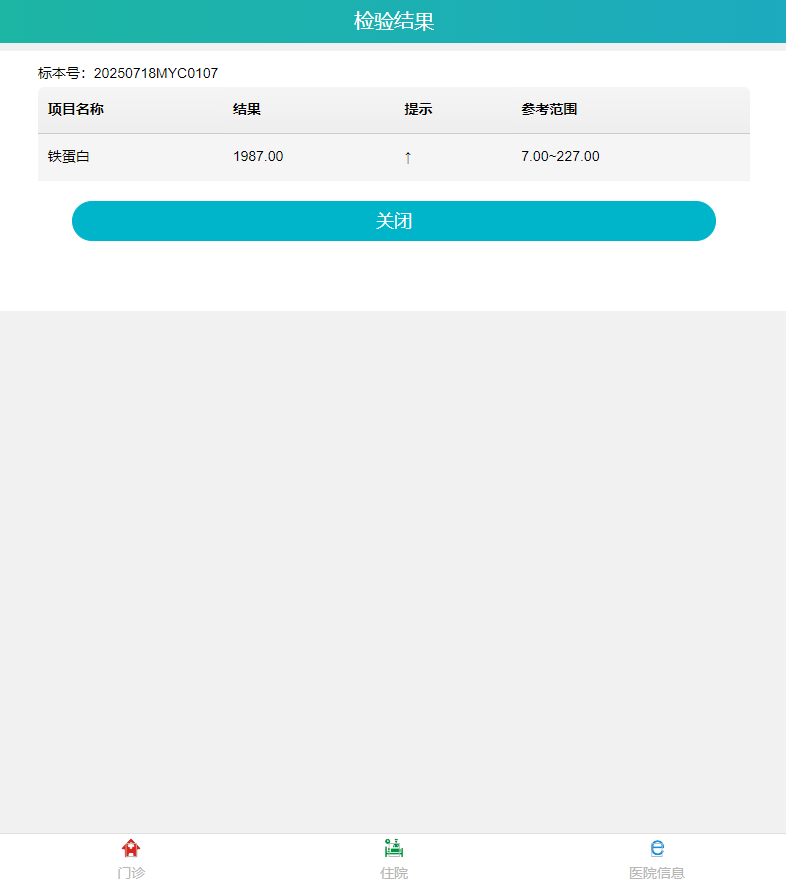 检验结果
标本号：20250718MYC0107
项目名称 结果 提示 参考范围
铁蛋白 1987.00 ↑ 7.00~227.00
关闭
门诊 住院 医院信息